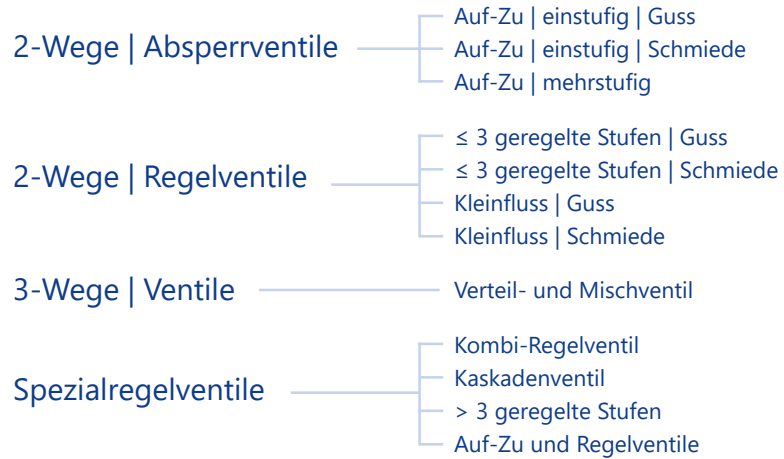 2-Wege | Absperrventile
Auf-Zu | einstufig | Guss
Auf-Zu | einstufig | Schmiede
Auf-Zu | mehrstufig
2-Wege | Regelventile
≤ 3 geregelte Stufen | Guss
≤ 3 geregelte Stufen | Schmiede
Kleinfluss | Guss
Kleinfluss | Schmiede
3-Wege | Ventile
Verteil- und Mischventil
Spezialregelventile
Kombi-Regelventil
Kaskadenventil
> 3 geregelte Stufen
Auf-Zu und Regelventile